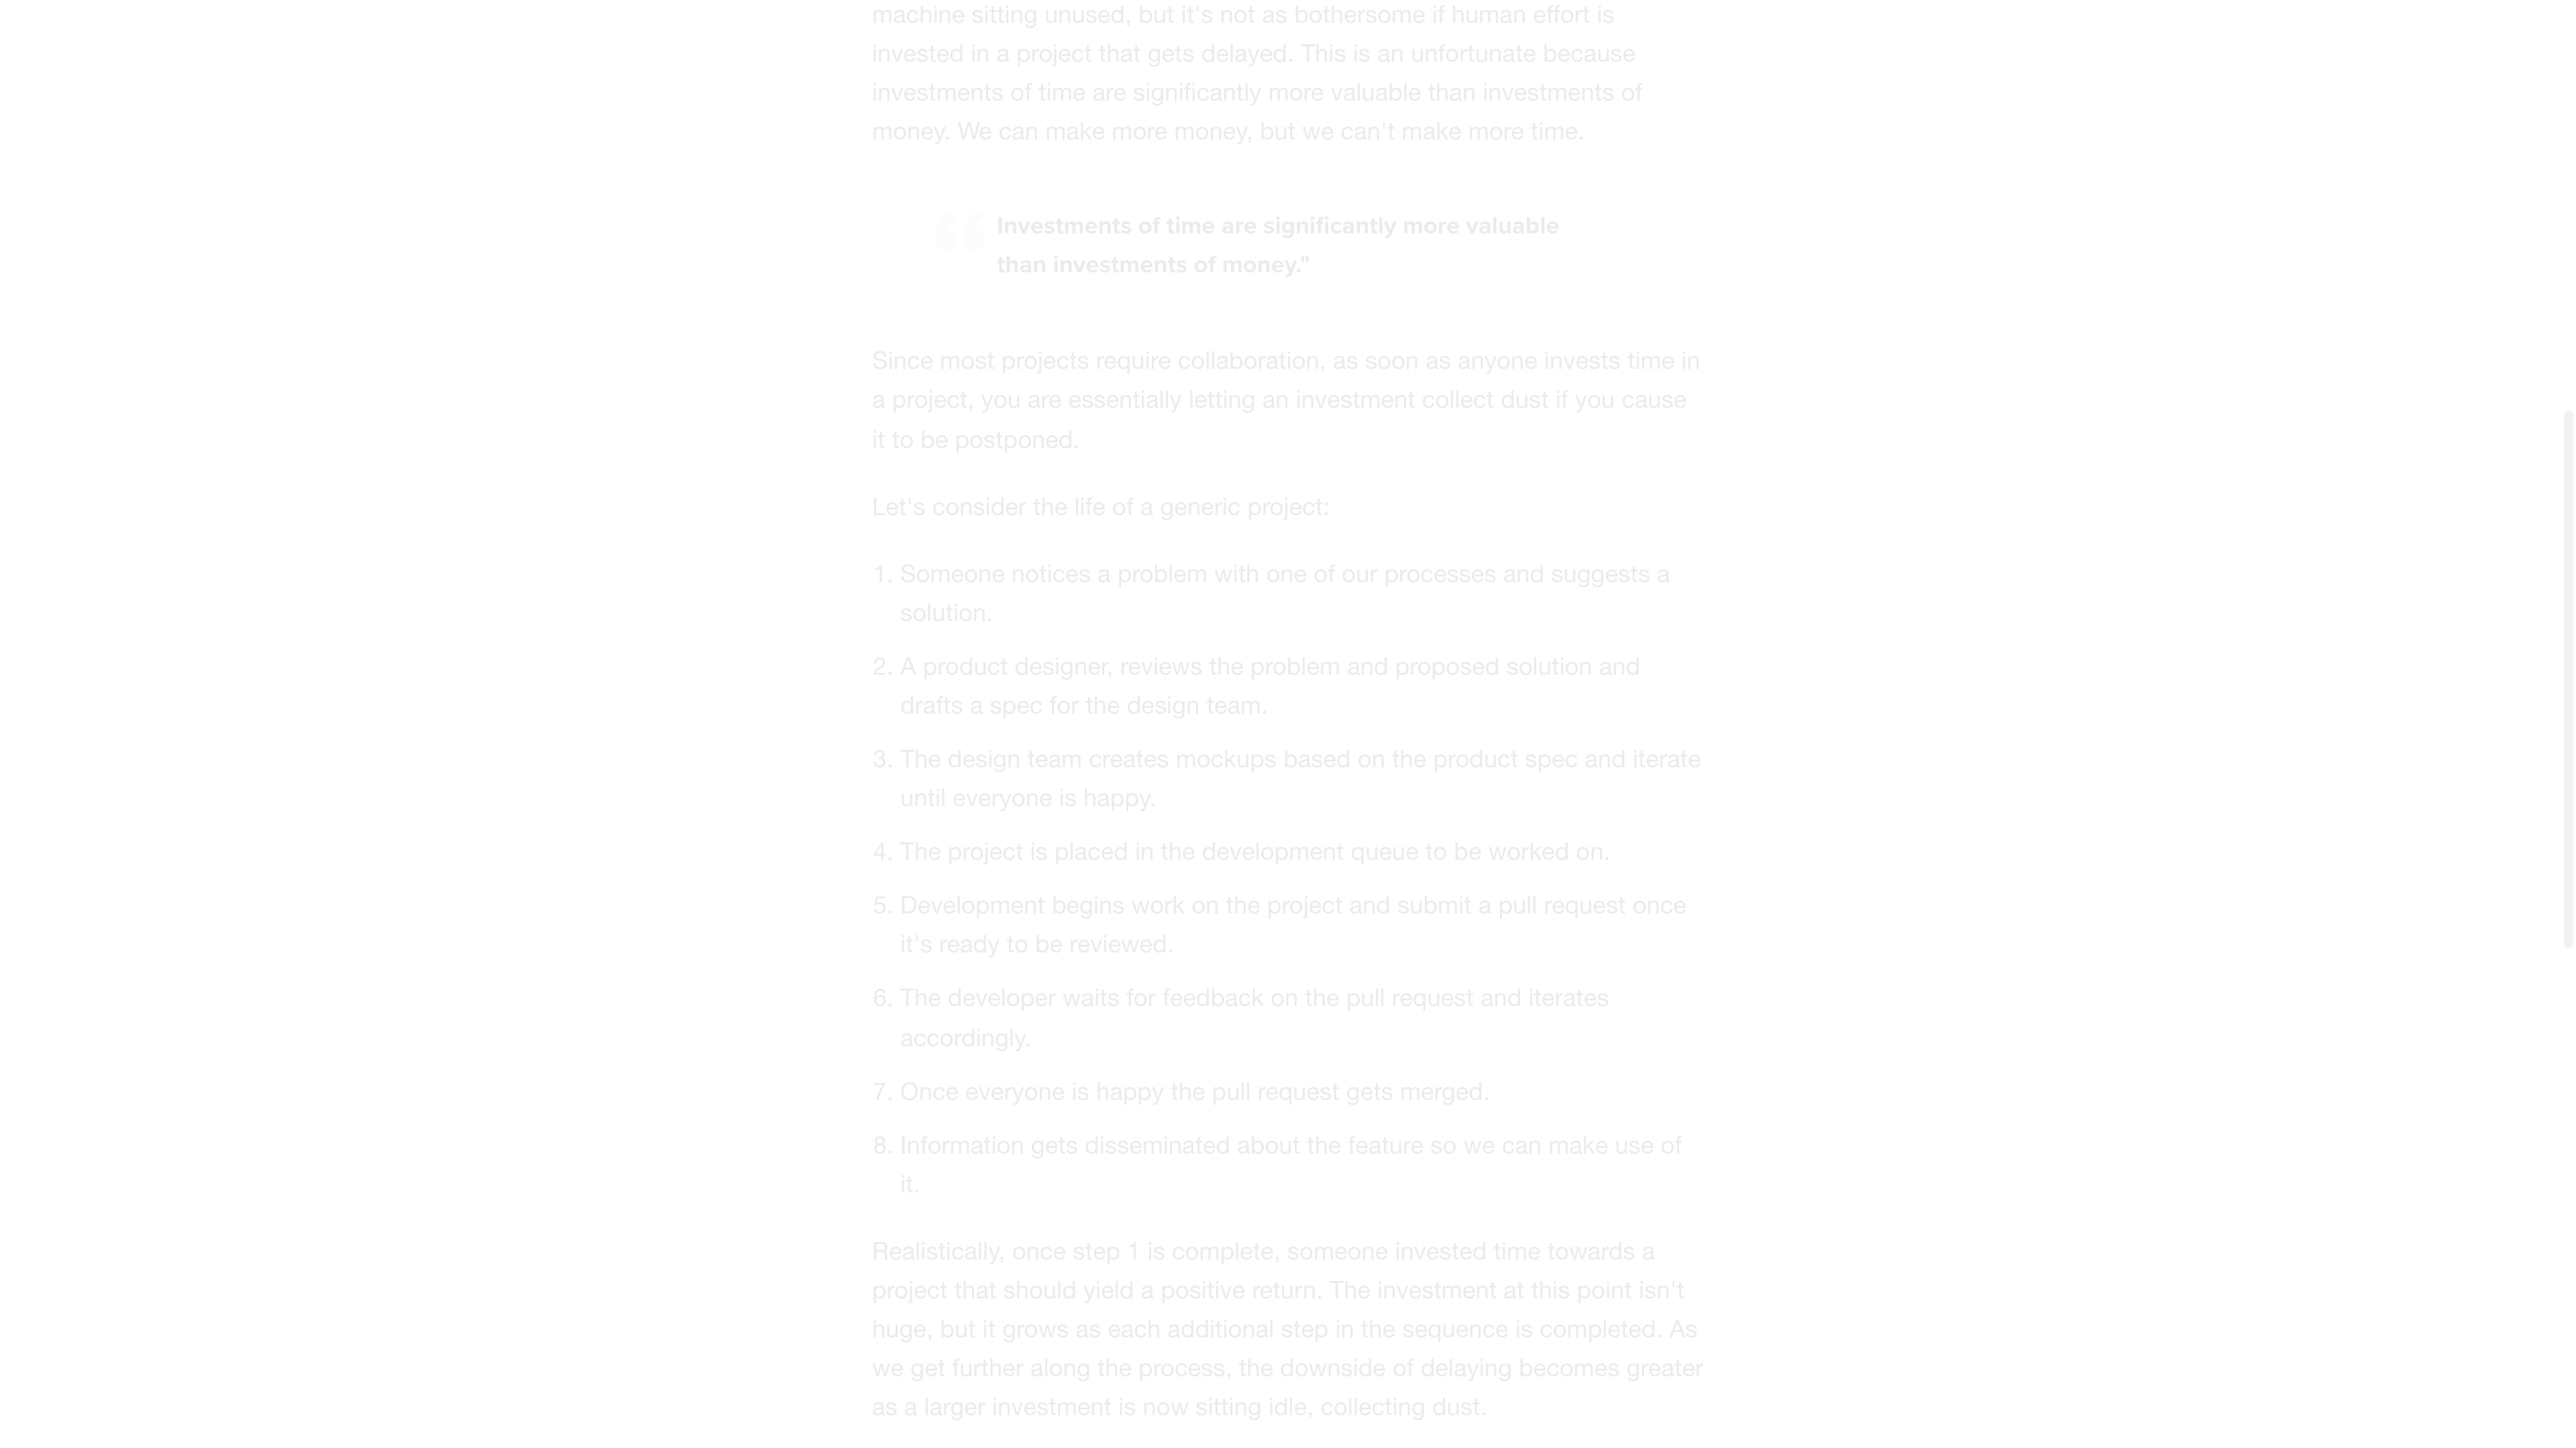 machine sitting unused, but it's not as bothersome if human effort is
invested in a project that gets delayed. This is an unfortunate because
investments of time are significantly more valuable than investments of
money. We can make more money, but we can't make more time.
“ Investments of time are significantly more valuable
than investments of money."
Since most projects require collaboration, as soon as anyone invests time in
a project, you are essentially letting an investment collect dust if you cause
it to be postponed.
Let's consider the life of a generic project:
1. Someone notices a problem with one of our processes and suggests a
solution.
2. A product designer, reviews the problem and proposed solution and
drafts a spec for the design team.
3. The design team creates mockups based on the product spec and iterate
until everyone is happy.
4. The project is placed in the development queue to be worked on.
5. Development begins work on the project and submit a pull request once
it's ready to be reviewed.
6. The developer waits for feedback on the pull request and iterates
accordingly.
7. Once everyone is happy the pull request gets merged.
8. Information gets disseminated about the feature so we can make use of
it.
Realistically, once step 1 is complete, someone invested time towards a
project that should yield a positive return. The investment at this point isn't
huge, but it grows as each additional step in the sequence is completed. As
we get further along the process, the downside of delaying becomes greater
as a larger investment is now sitting idle, collecting dust.